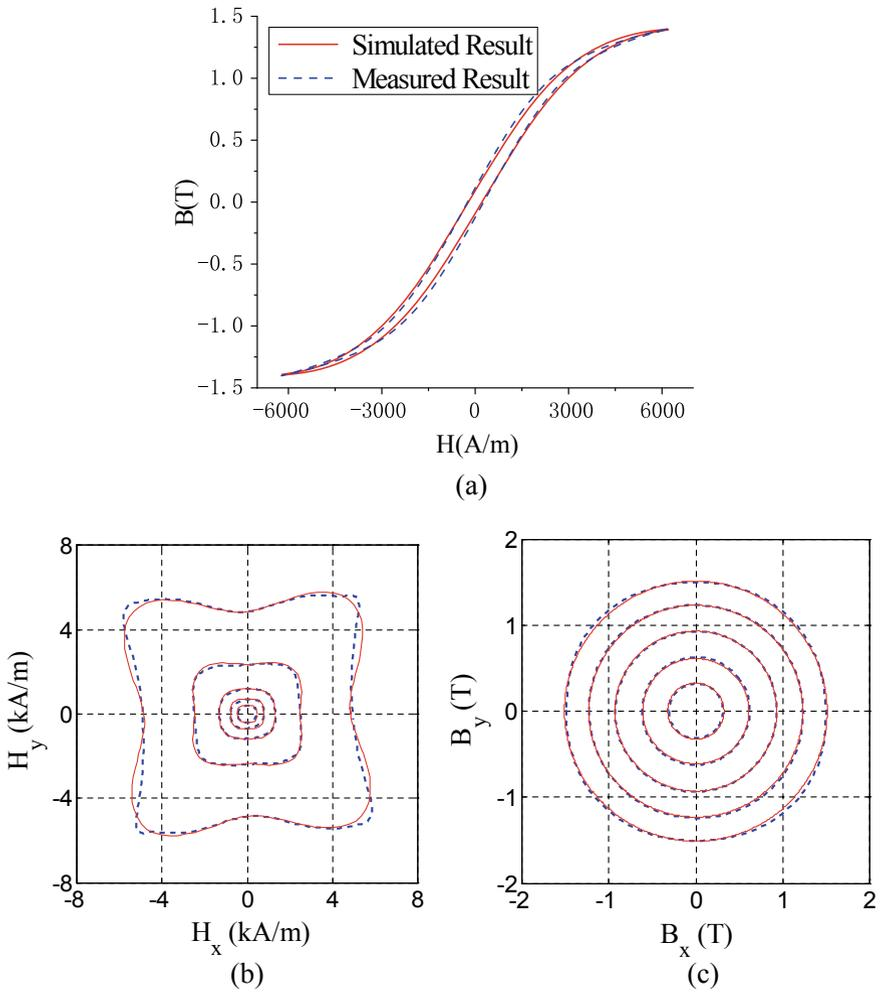 1.5
1.0
0.5
0.0
-0.5
-1.0
-1.5
B(T)
Simulated Result
Measured Result
-6000 -3000 0 3000 6000
H(A/m)
(a)
8
4
0
-4
-8
H_y (kA/m)
-8 -4 0 4 8
H_x (kA/m)
(b)
2
1
0
-1
-2
B_y (T)
-2 -1 0 1 2
B_x (T)
(c)